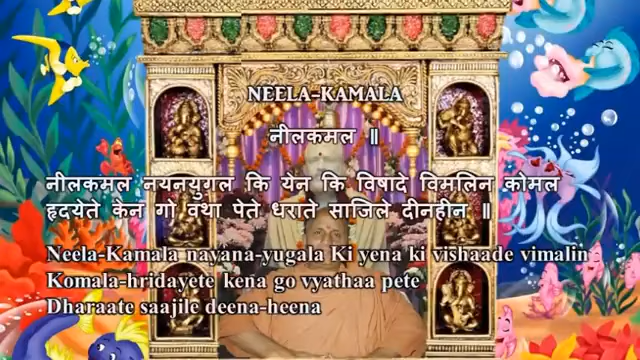 NEELA-KAMALA
नीलकमल ॥
नीलकमल नयनयुगल कि येन कि विषादे विमलिन कोमल
हृदयेते केन गो वथा पेते धराते साजिले दीनहीन ॥
Neela-Kamala nayana-yugala Ki yena ki vishaade vimalin
Komala-hridayete kena go vyathaa pete
Dharaate saajile deena-heena